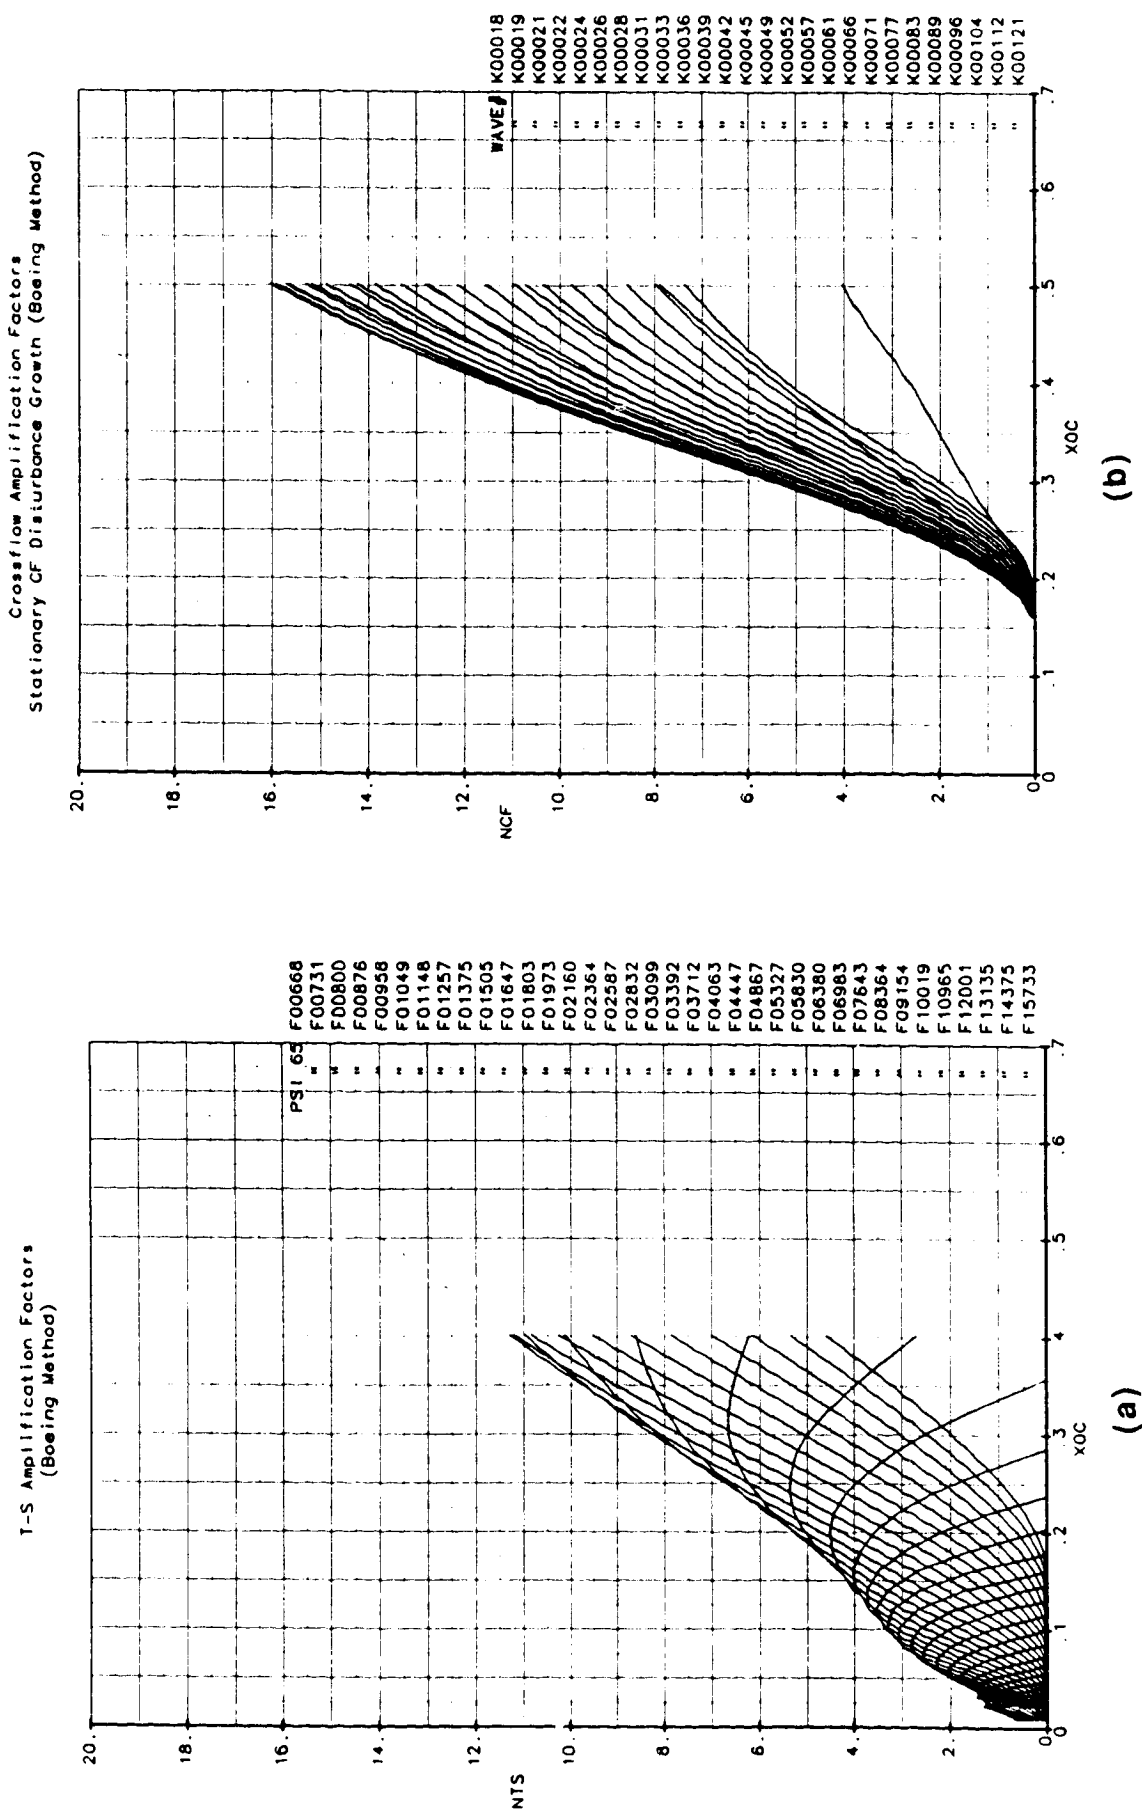 T-S Amplification Factors
(Boeing Method)
20.
18.
16.
14.
12.
10.
8.
6.
4.
2.
0.
NTS
0
.1
.2
.3
.4
.5
.6
.7
XOC
PSI 65 F00668
" F00731
" F00800
" F00876
" F00958
" F01049
" F01148
" F01257
" F01375
" F01505
" F01647
" F01803
" F01973
" F02160
" F02364
" F02587
" F02832
" F03099
" F03392
" F03712
" F04063
" F04447
" F04867
" F05327
" F05830
" F06380
" F06983
" F07643
" F08364
" F09154
" F10019
" F10965
" F12001
" F13135
" F14375
" F15733
(a)
Crossflow Amplification Factors
Stationary CF Disturbance Growth (Boeing Method)
20.
18.
16.
14.
12.
10.
8.
6.
4.
2.
0.
NCF
0
.1
.2
.3
.4
.5
.6
.7
XOC
WAVE# K00018
" K00019
" K00021
" K00022
" K00024
" K00026
" K00028
" K00031
" K00033
" K00036
" K00039
" K00042
" K00045
" K00049
" K00052
" K00057
" K00061
" K00066
" K00071
" K00077
" K00083
" K00089
" K00096
" K00104
" K00112
" K00121
(b)